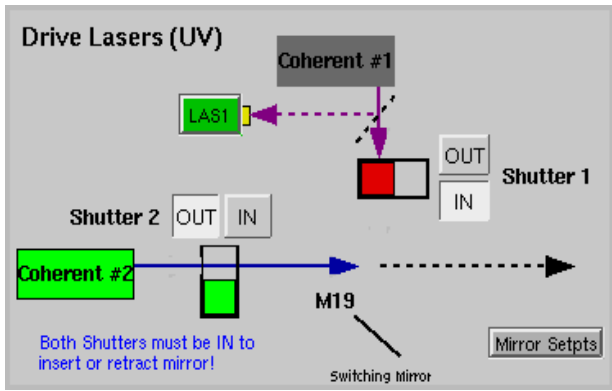 Drive Lasers (UV)
Coherent #1
LAS1
OUT
Shutter 1
IN
Shutter 2
OUT
IN
Coherent #2
M19
Both Shutters must be IN to
insert or retract mirror!
Mirror Setpts
Switching Mirror